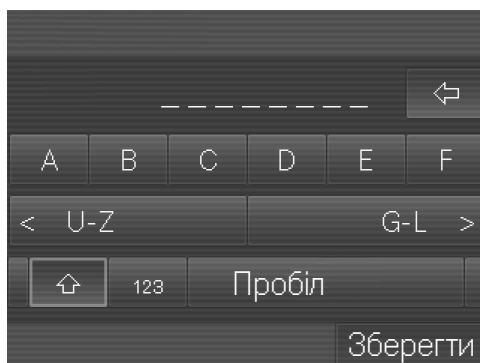 _ _ _ _ _ _ _ _ _
A B C D E F
< U-Z G-L >
123 Пробіл
Зберегти